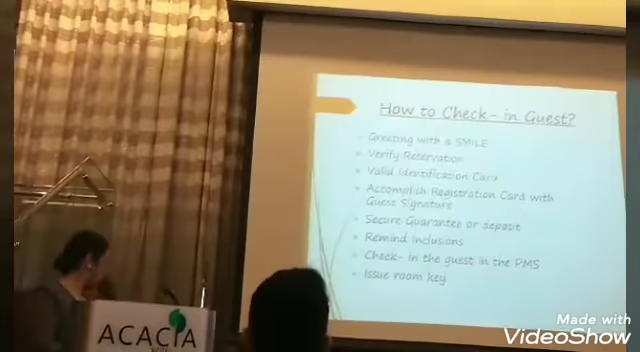 How to Check- in Guest?
Greeting with a SMILE
Verify Reservation
Valid Identification Card
Accomplish Registration Card with
Guest Signature
Secure Guarantee or deposit
Remind Inclusions
Check- in the guest in the PMS
Issue room key
ACACIA
HOTEL
Made with
VideoShow